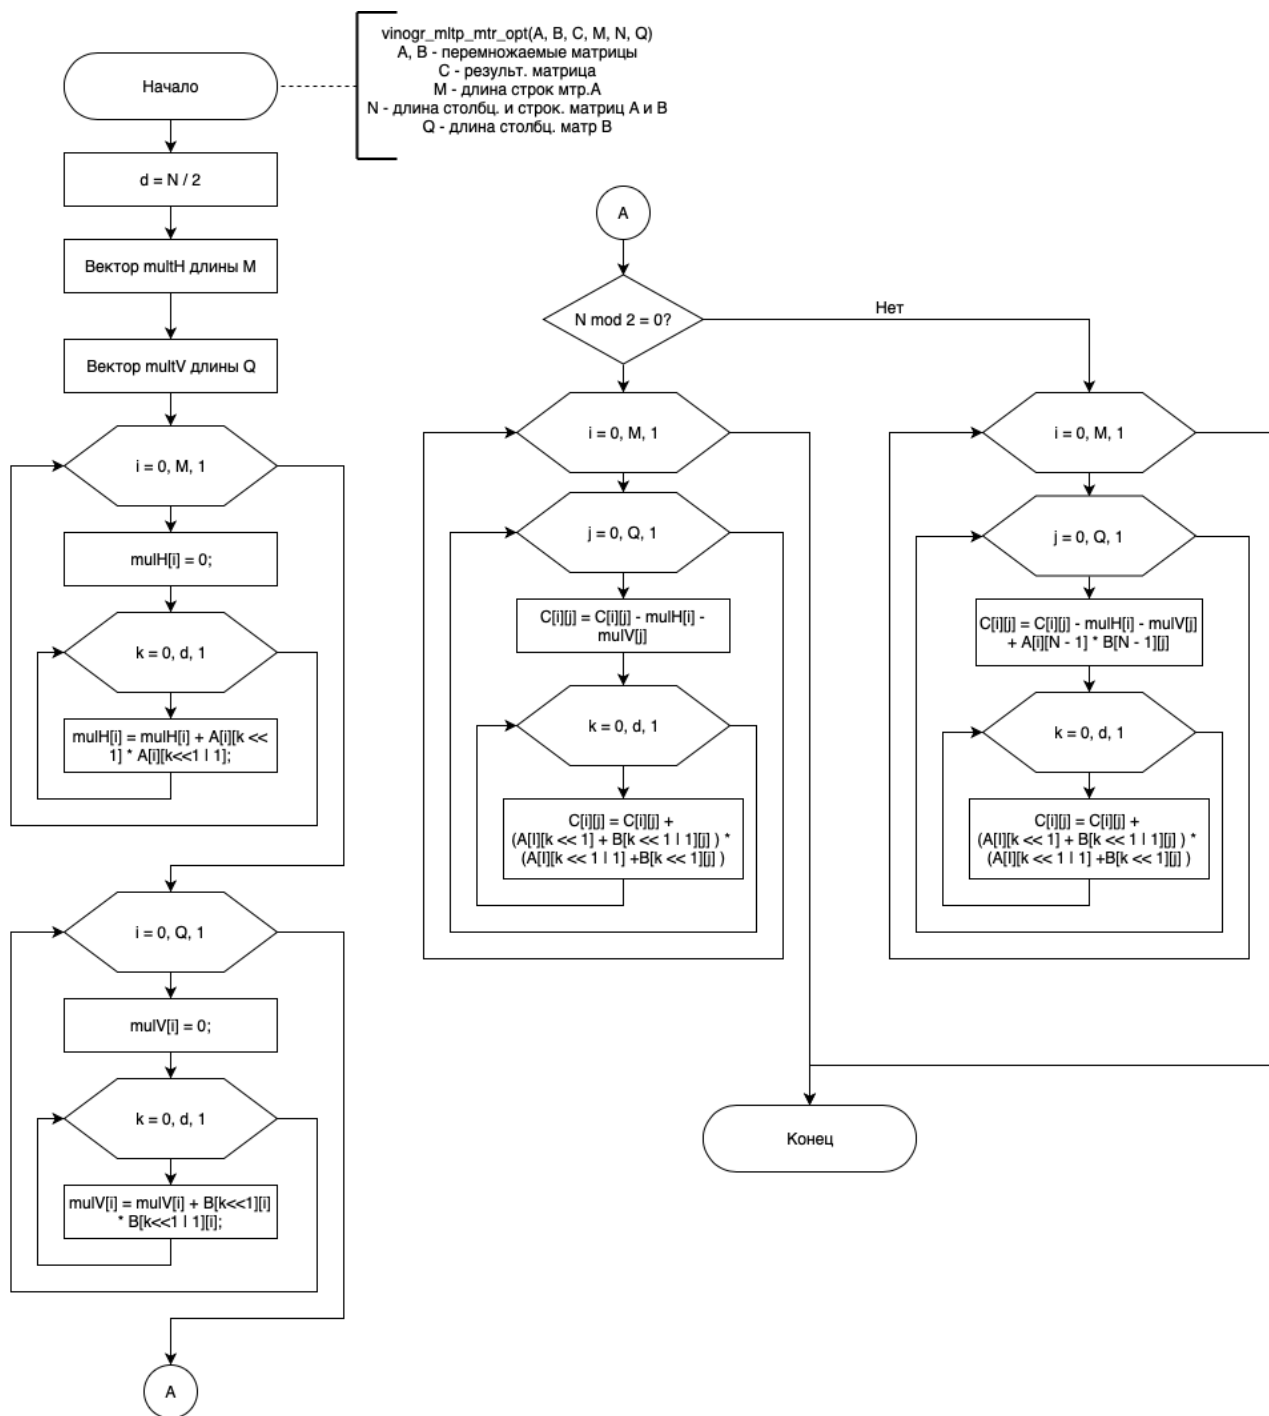 vinogr_mltp_mtr_opt(A, B, C, M, N, Q)
A, B - перемножаемые матрицы
C - результ. матрица
M - длина строк мтр.A
N - длина столбц. и строк. матриц A и B
Q - длина столбц. матр B
Начало
d = N / 2
Вектор multH длины M
Вектор multV длины Q
i = 0, M, 1
mulH[i] = 0;
k = 0, d, 1
mulH[i] = mulH[i] + A[i][k <<
1] * A[i][k<<1 | 1];
i = 0, Q, 1
mulV[i] = 0;
k = 0, d, 1
mulV[i] = mulV[i] + B[k<<1][i]
* B[k<<1 | 1][i];
A
A
N mod 2 = 0?
Нет
i = 0, M, 1
j = 0, Q, 1
C[i][j] = C[i][j] - mulH[i] -
mulV[j]
k = 0, d, 1
C[i][j] = C[i][j] +
(A[I][k << 1] + B[k << 1 | 1][j] ) *
(A[I][k << 1 | 1] +B[k << 1][j] )
i = 0, M, 1
j = 0, Q, 1
C[i][j] = C[i][j] - mulH[i] - mulV[j]
+ A[i][N - 1] * B[N - 1][j]
k = 0, d, 1
C[i][j] = C[i][j] +
(A[I][k << 1] + B[k << 1 | 1][j] ) *
(A[I][k << 1 | 1] +B[k << 1][j] )
Конец